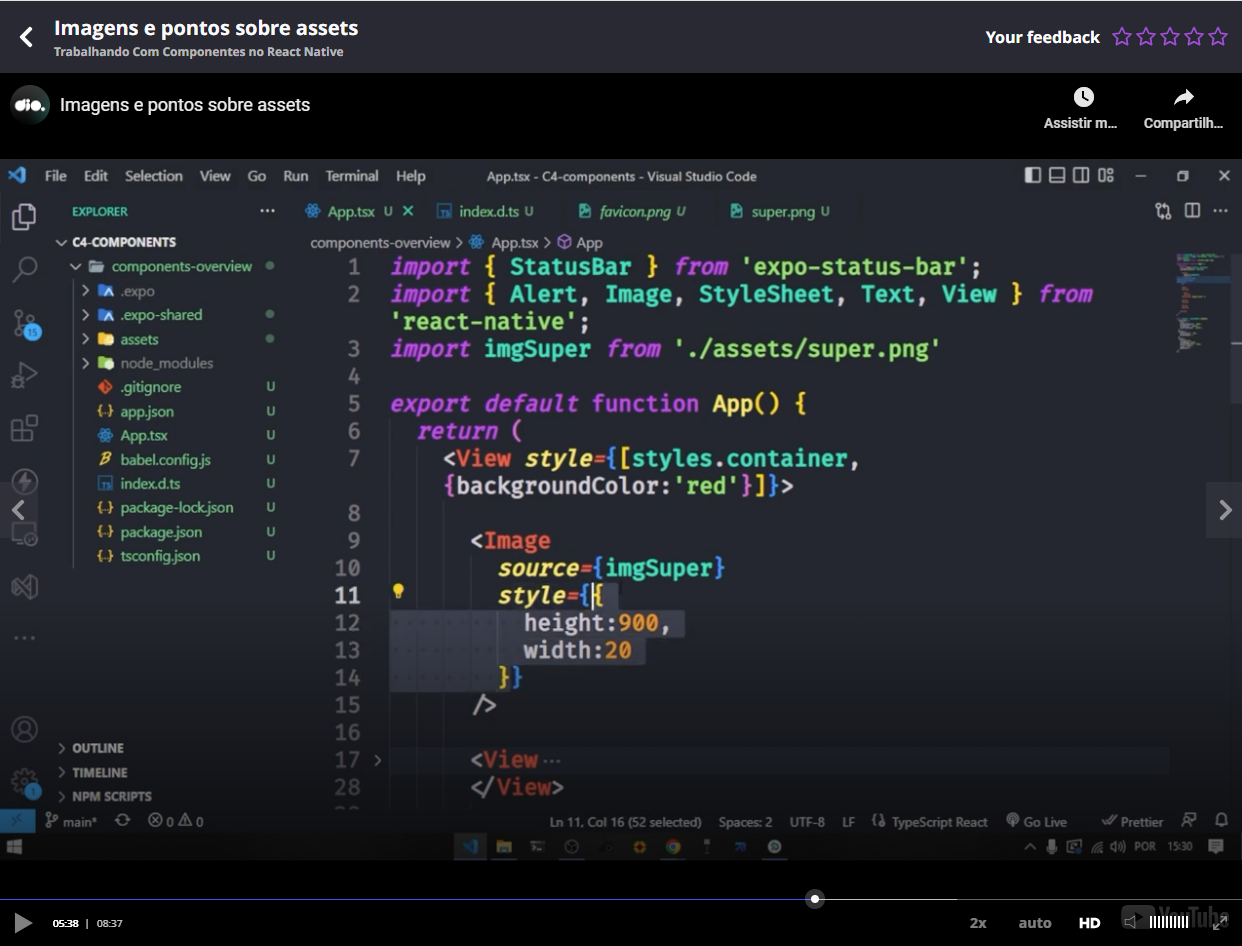 Imagens e pontos sobre assets
Trabalhando Com Componentes no React Native
Your feedback
dio.
Imagens e pontos sobre assets
Assistir m...
Compartilh...
File Edit Selection View Go Run Terminal Help
App.tsx - C4-components - Visual Studio Code
EXPLORER
App.tsx U
index.d.ts U
favicon.png U
super.png U
C4-COMPONENTS
components-overview > App.tsx > App
components-overview
.expo
.expo-shared
assets
node_modules
.gitignore U
app.json U
App.tsx U
babel.config.js U
index.d.ts U
package-lock.json U
package.json U
tsconfig.json U
15
1 import { StatusBar } from 'expo-status-bar';
2 import { Alert, Image, StyleSheet, Text, View } from
'react-native';
3 import imgSuper from './assets/super.png'
4
5 export default function App() {
6 return (
7 <View style={[styles.container,
{backgroundColor:'red'}]}>
8
9 <Image
10 source={imgSuper}
11 style={{
12 height:900,
13 width:20
14 }}
15 />
16
17 <View ...
28 </View>
OUTLINE
TIMELINE
NPM SCRIPTS
1
main*
0 0
Ln 11, Col 16 (52 selected)
Spaces: 2
UTF-8
LF
TypeScript React
Go Live
Prettier
POR
15:30
05:38 | 08:37
2x
auto
HD
YouTube